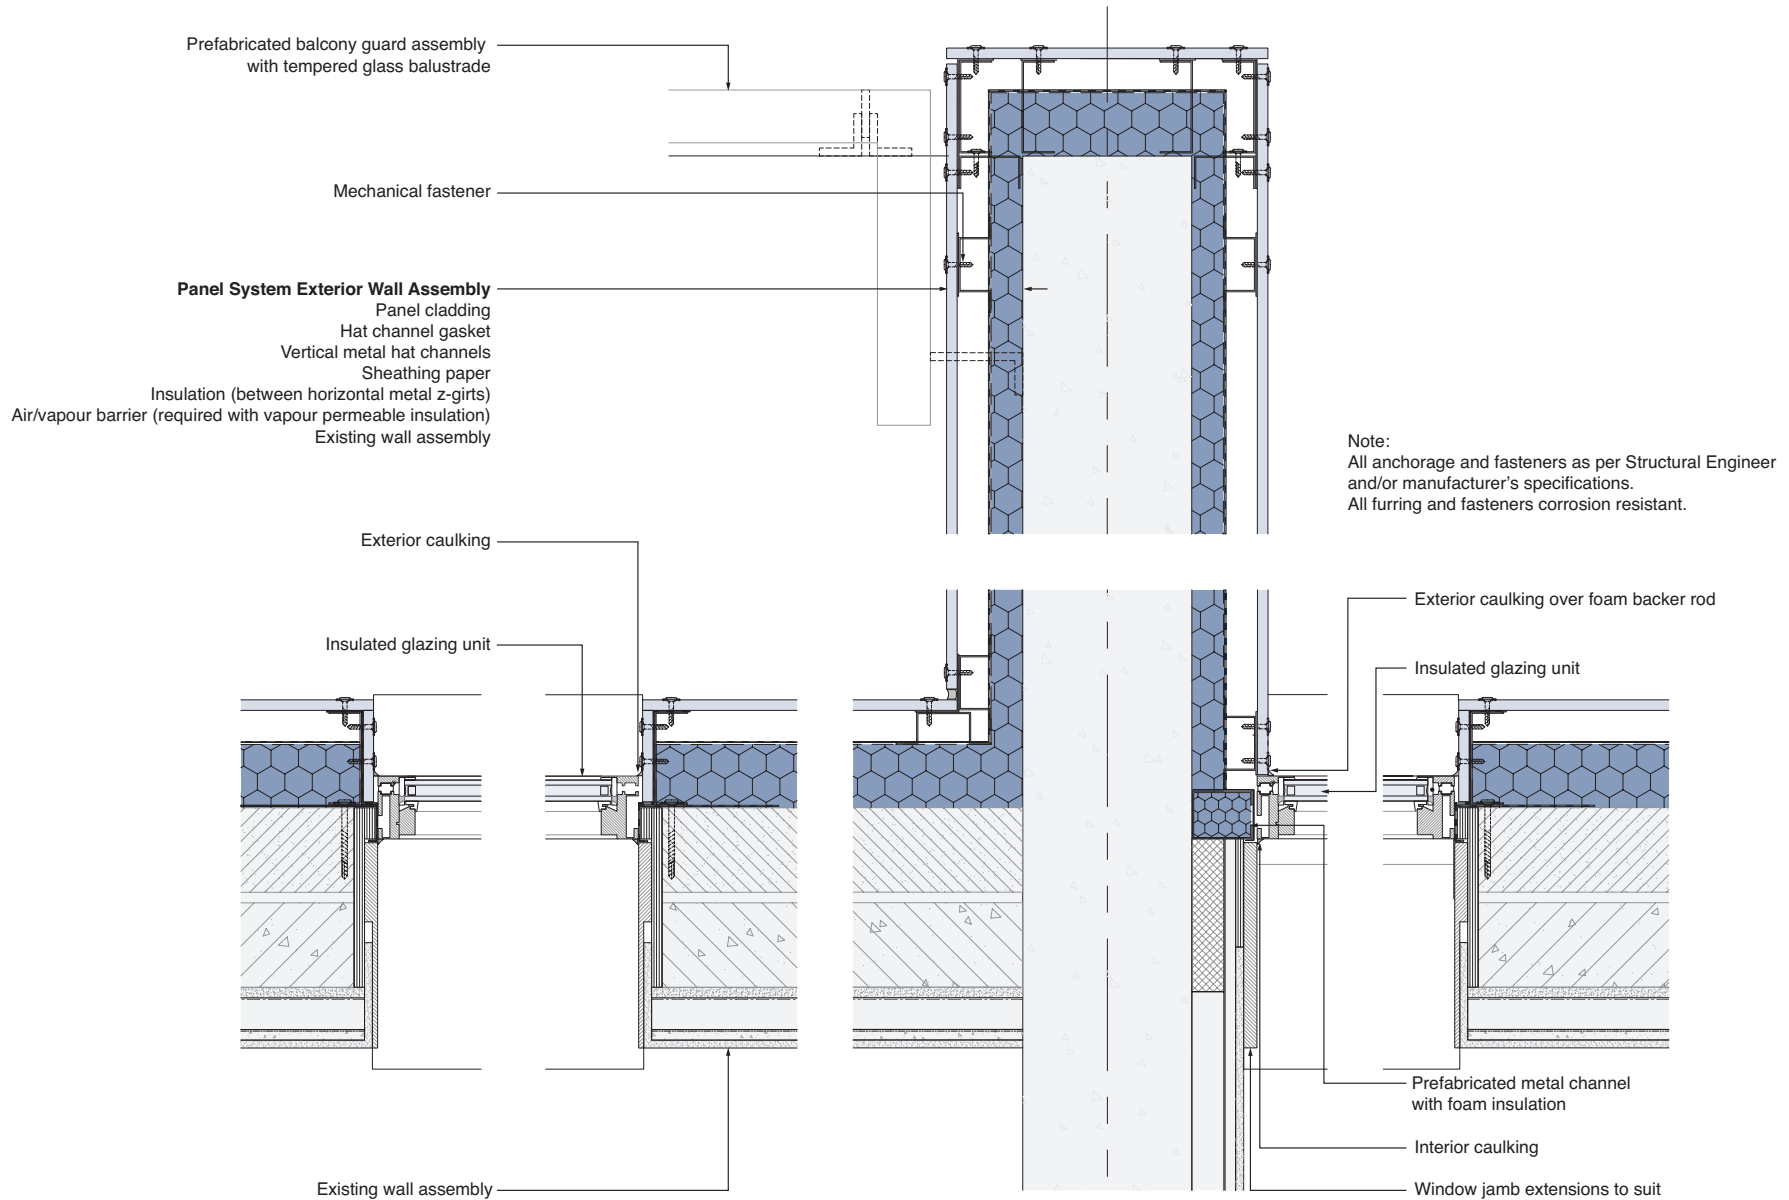 Prefabricated balcony guard assembly
with tempered glass balustrade
Mechanical fastener
Panel System Exterior Wall Assembly
Panel cladding
Hat channel gasket
Vertical metal hat channels
Sheathing paper
Insulation (between horizontal metal z-girts)
Air/vapour barrier (required with vapour permeable insulation)
Existing wall assembly
Note:
All anchorage and fasteners as per Structural Engineer
and/or manufacturer's specifications.
All furring and fasteners corrosion resistant.
Exterior caulking
Insulated glazing unit
Exterior caulking over foam backer rod
Insulated glazing unit
Prefabricated metal channel
with foam insulation
Interior caulking
Existing wall assembly
Window jamb extensions to suit